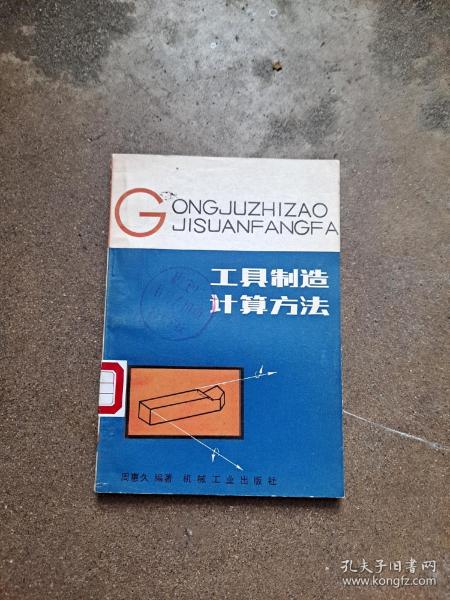 GONGJUZHIZAO
JISUANFANGFA
工具制造
计算方法
周惠久 编著 机械工业出版社
孔夫子旧书网
www.kongfz.com